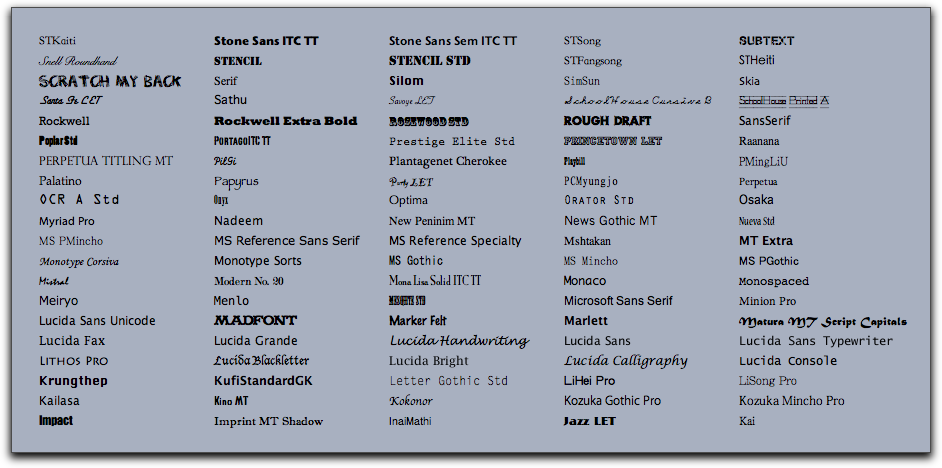 STKaiti Stone Sans ITC TT Stone Sans Sem ITC TT STSong SUBTEXT
Snell Roundhand STENCIL STENCIL STD STFangsong STHeiti
SCRATCH MY BACK Serif Silom SimSun Skia
Santa Fe LET Sathu Savoye LET SchoolHouse Cursive B SchoolHouse Printed A
Rockwell Rockwell Extra Bold ROSEWOOD STD ROUGH DRAFT SansSerif
Poplar Std PORTAGOITC TT Prestige Elite Std PRINCETOWN LET Raanana
PERPETUA TITLING MT PilGi Plantagenet Cherokee Playbill PMingLiU
Palatino Papyrus Party LET PCMyungjo Perpetua
OCR A Std Onyx Optima ORATOR STD Osaka
Myriad Pro Nadeem New Peninim MT News Gothic MT Nueva Std
MS PMincho MS Reference Sans Serif MS Reference Specialty Mshtakan MT Extra
Monotype Corsiva Monotype Sorts MS Gothic MS Mincho MS PGothic
Mistral Modern No. 20 Mona Lisa Solid ITC TT Monaco Monospaced
Meiryo Menlo MESQUITE STD Microsoft Sans Serif Minion Pro
Lucida Sans Unicode MADFONT Marker Felt Marlett Matura MT Script Capitals
Lucida Fax Lucida Grande Lucida Handwriting Lucida Sans Lucida Sans Typewriter
LITHOS PRO Lucida Blackletter Lucida Bright Lucida Calligraphy Lucida Console
Krungthep KufiStandardGK Letter Gothic Std LiHei Pro LiSong Pro
Kailasa Kino MT Kokonor Kozuka Gothic Pro Kozuka Mincho Pro
Impact Imprint MT Shadow InaiMathi Jazz LET Kai